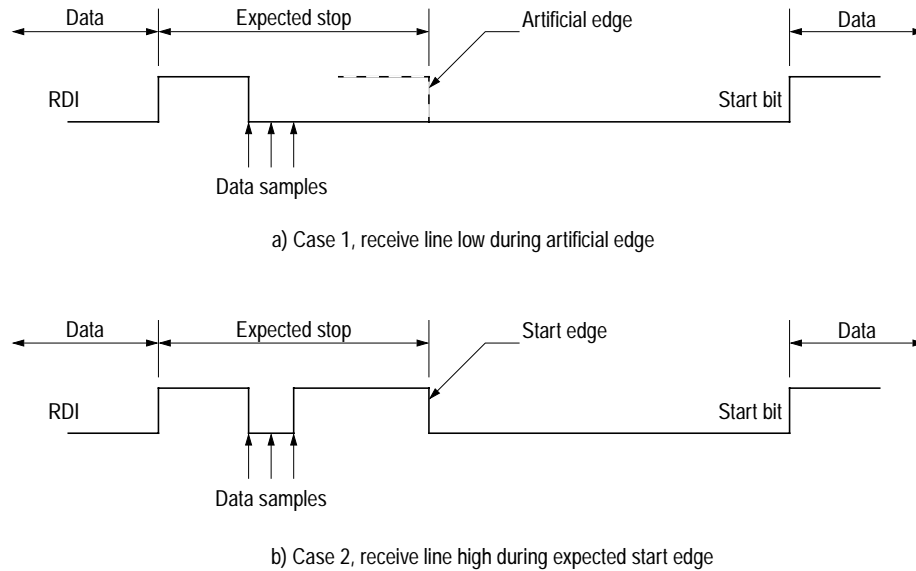 Data Expected stop Artificial edge Data
RDI Start bit
Data samples
a) Case 1, receive line low during artificial edge
Data Expected stop Start edge Data
RDI Start bit
Data samples
b) Case 2, receive line high during expected start edge